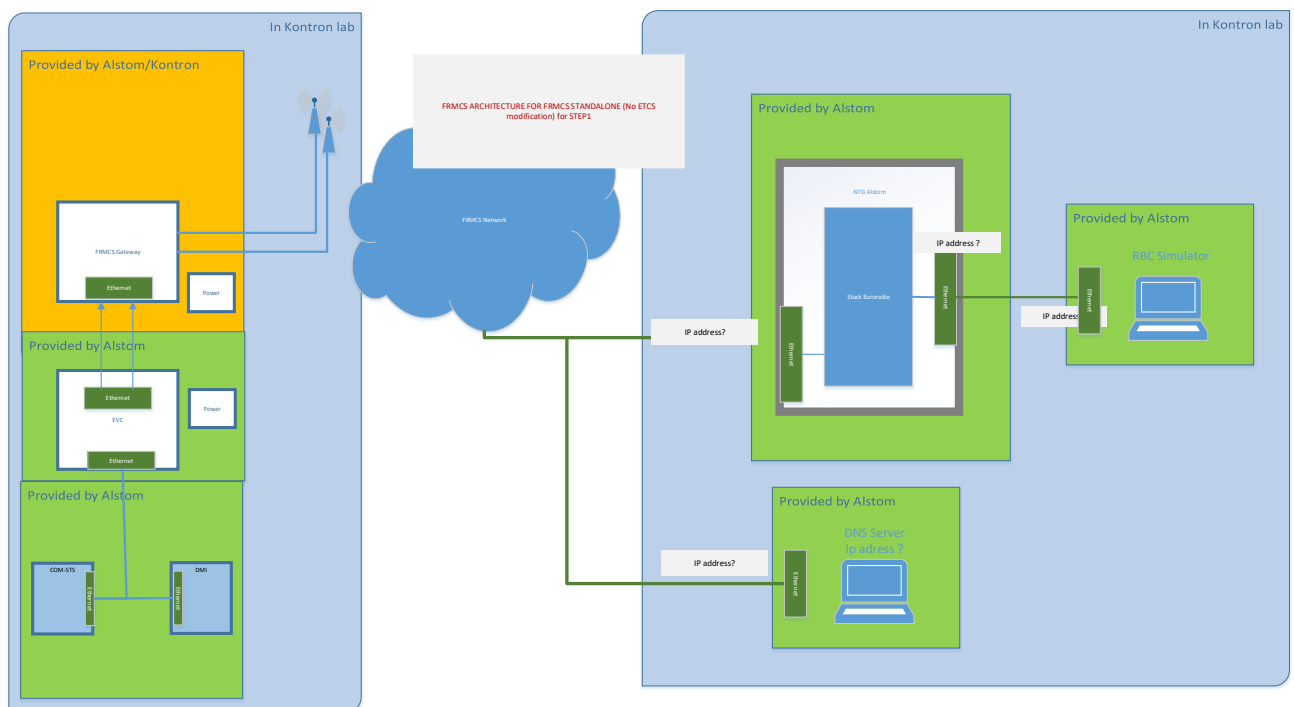 In Kontron lab
Provided by Alstom/Kontron
FRMCS Gateway
Ethernet
Power
Provided by Alstom
Ethernet
EVC
Power
Ethernet
Provided by Alstom
COM-STS
Ethernet
DMI
Ethernet
FRMCS ARCHITECTURE FOR FRMCS STANDALONE (No ETCS
modification) for STEP1
FRMCS Network
In Kontron lab
Provided by Alstom
NTG Alstom
IP address ?
Stack Euroradio
Ethernet
Ethernet
IP address?
Provided by Alstom
RBC Simulator
Ethernet
IP address
Provided by Alstom
DNS Server
Ip adress ?
IP address?
Ethernet